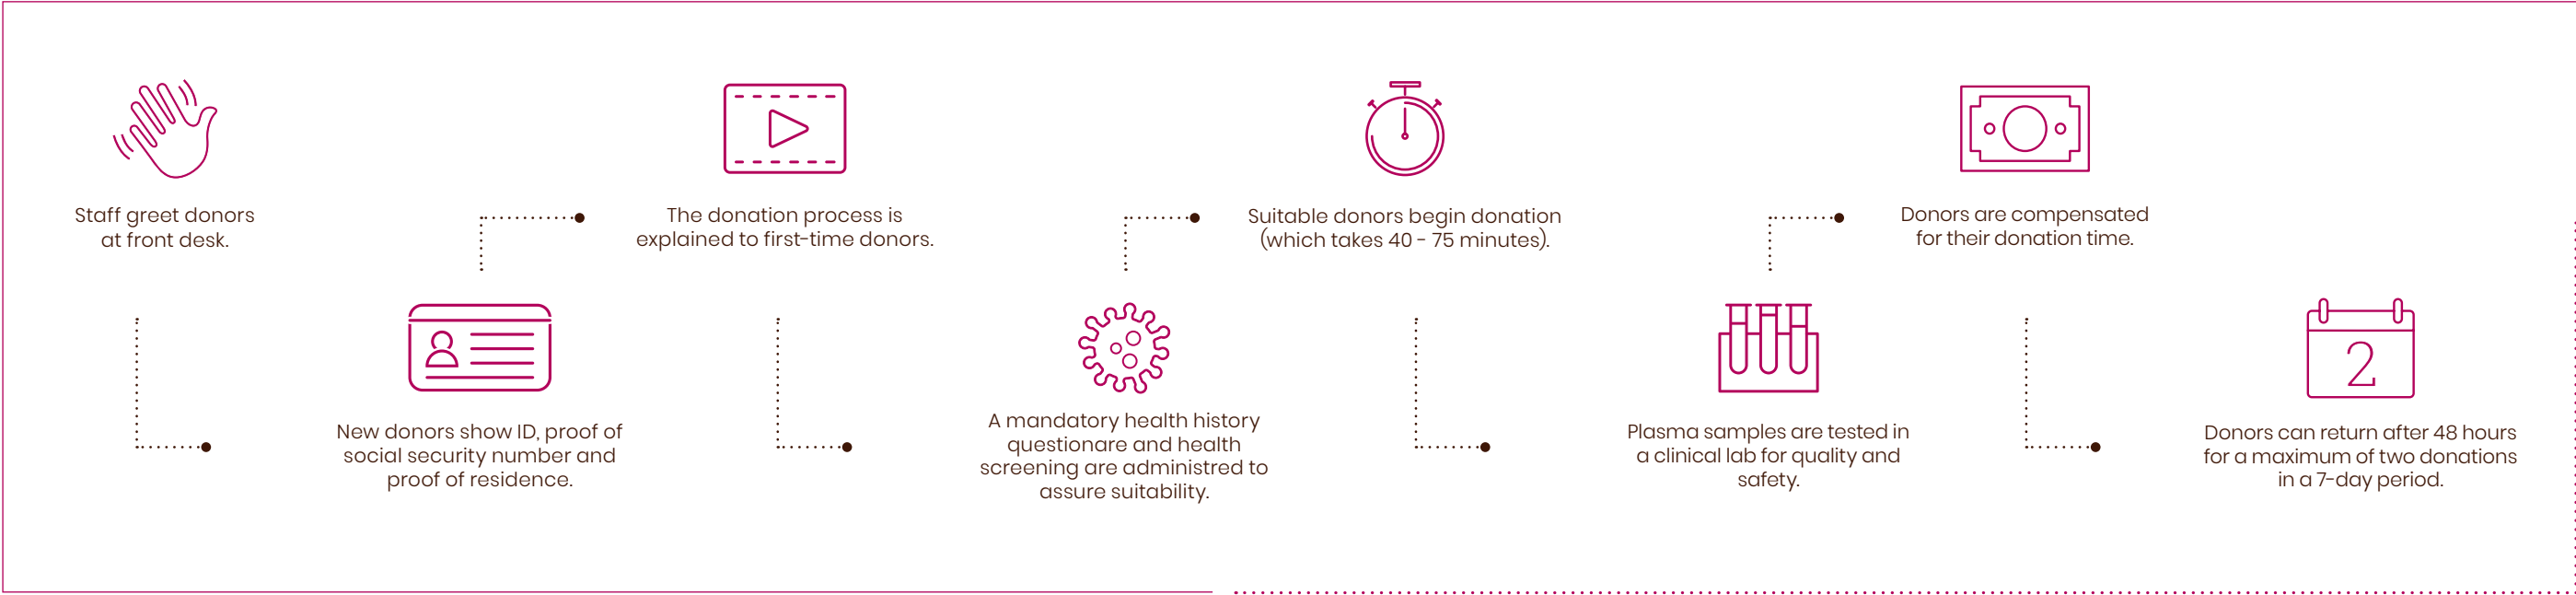 Staff greet donors
at front desk.
New donors show ID, proof of
social security number and
proof of residence.
The donation process is
explained to first-time donors.
A mandatory health history
questionare and health
screening are administred to
assure suitability.
Suitable donors begin donation
(which takes 40 - 75 minutes).
Plasma samples are tested in
a clinical lab for quality and
safety.
Donors are compensated
for their donation time.
2
Donors can return after 48 hours
for a maximum of two donations
in a 7-day period.